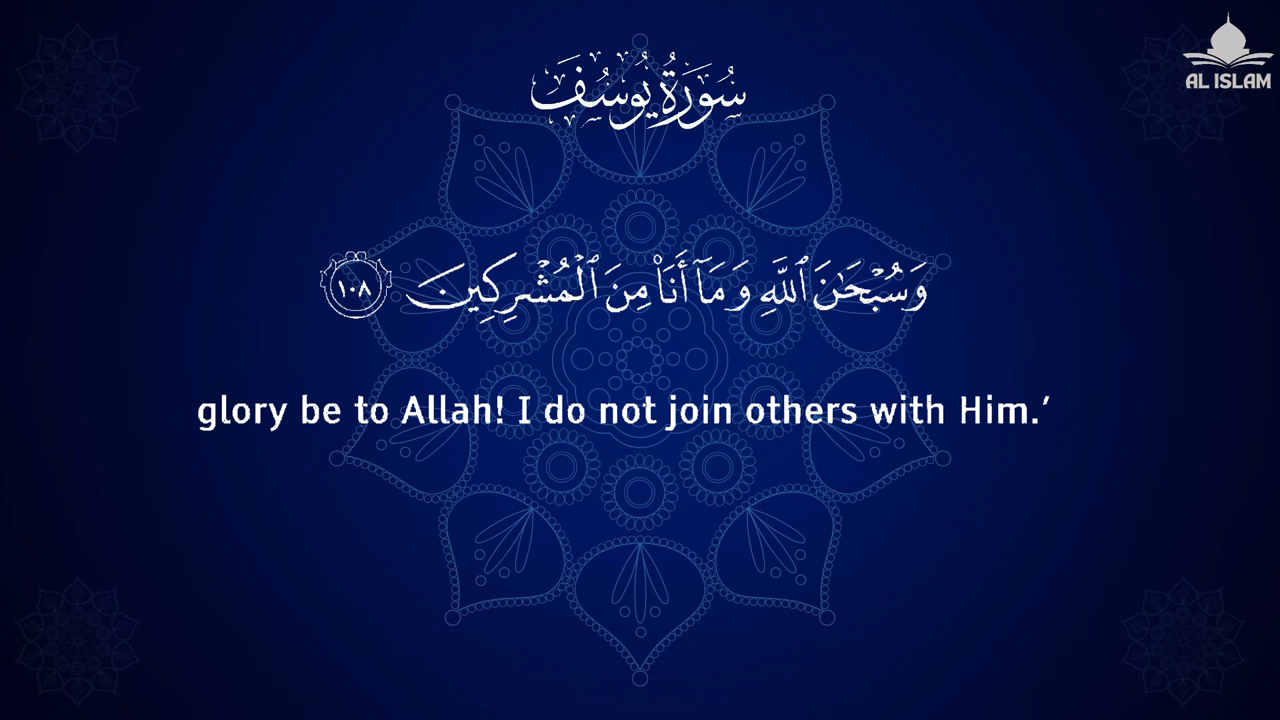 AL ISLAM
سُورَةُ يُوسُفَ
وَسُبْحَٰنَ ٱللَّهِ وَمَآ أَنَا۠ مِنَ ٱلْمُشْرِكِينَ ١٠٨
glory be to Allah! I do not join others with Him.’